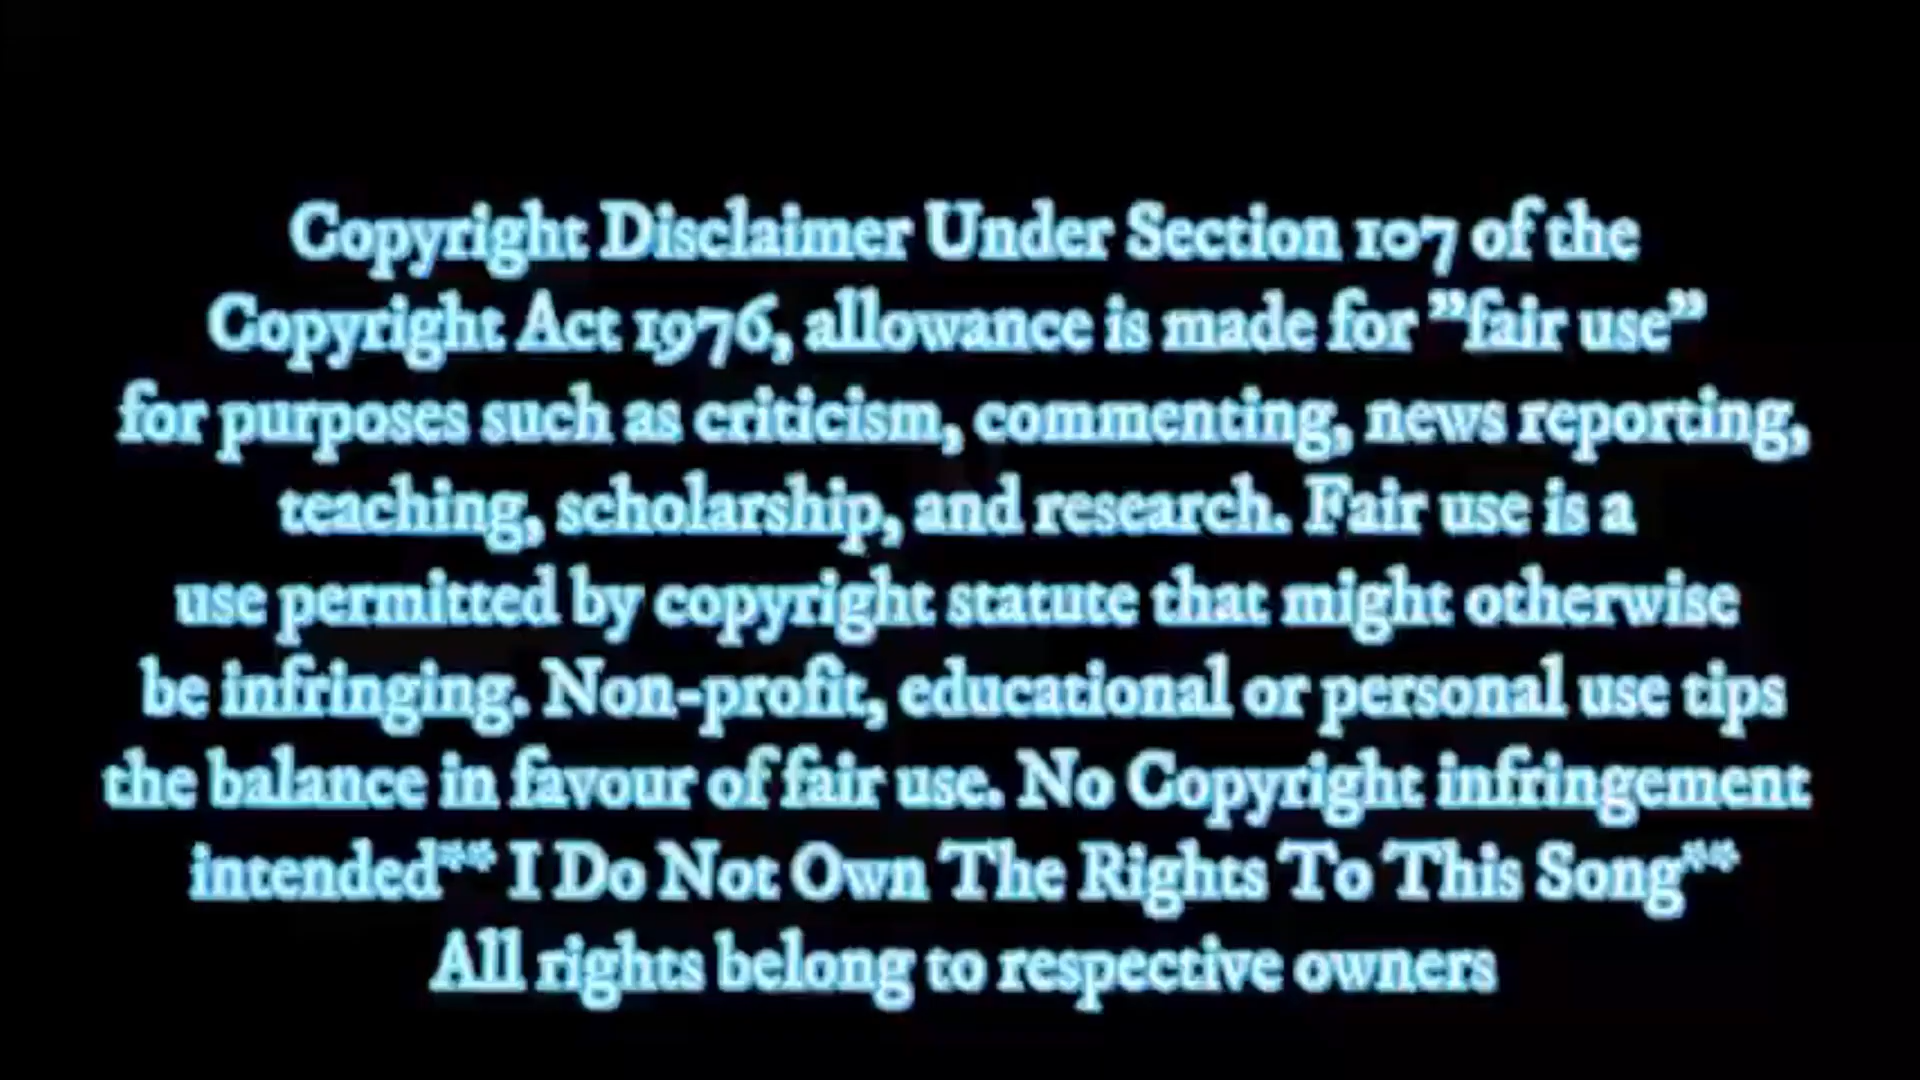 Copyright Disclaimer Under Section 107 of the
Copyright Act 1976, allowance is made for ”fair use”
for purposes such as criticism, commenting, news reporting,
teaching, scholarship, and research. Fair use is a
use permitted by copyright statute that might otherwise
be infringing. Non-profit, educational or personal use tips
the balance in favour of fair use. No Copyright infringement
intended** I Do Not Own The Rights To This Song**
All rights belong to respective owners